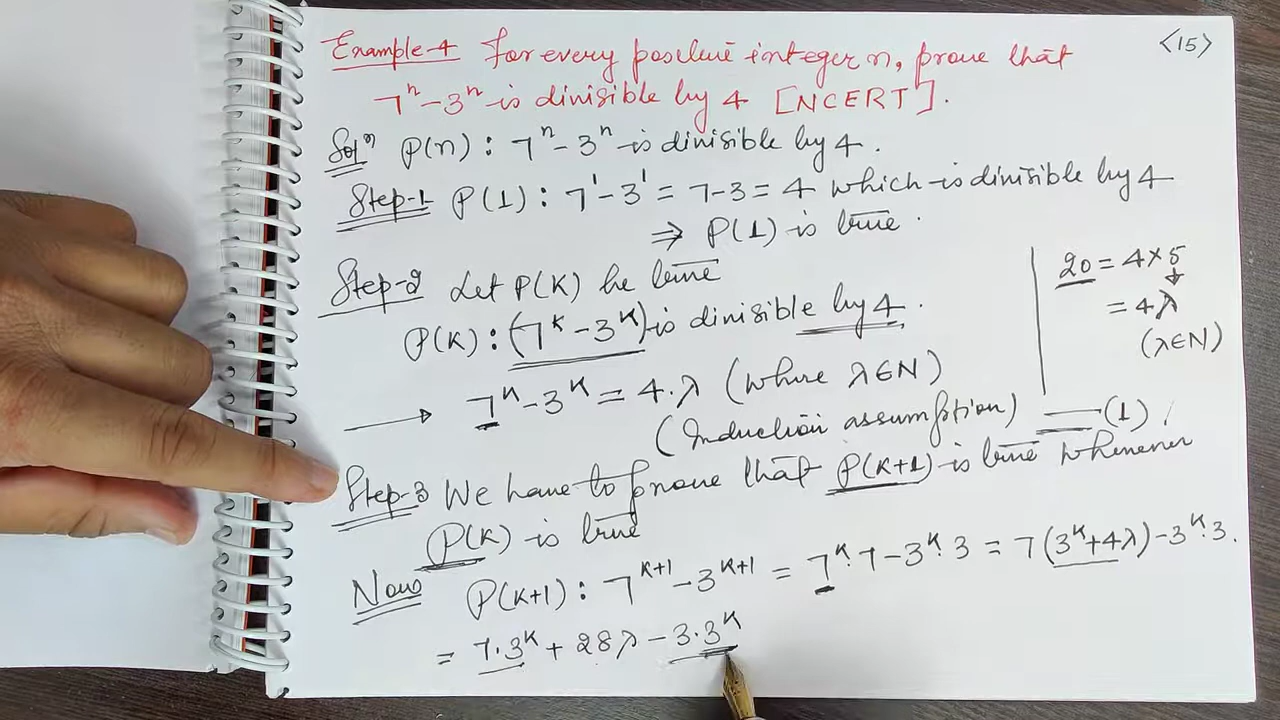 <15>
Example-4 For every positive integer n, prove that
7ⁿ - 3ⁿ is divisible by 4 [NCERT].
Solⁿ P(n) : 7ⁿ - 3ⁿ is divisible by 4.
Step-1 P(1) : 7¹ - 3¹ = 7 - 3 = 4 which is divisible by 4
⇒ P(1) is true.
Step-2 Let P(K) be true
P(K) : (7ᴷ - 3ᴷ) is divisible by 4.
⟶ 7ᴷ - 3ᴷ = 4.λ (where λ∈N)
(Induction assumption) —(1)
20 = 4×5
= 4λ
(λ∈N)
Step-3 We have to prove that P(K+1) is true whenever
P(K) is true
Now P(K+1) : 7ᴷ⁺¹ - 3ᴷ⁺¹ = 7ᴷ.7 - 3ᴷ.3 = 7(3ᴷ + 4λ) - 3ᴷ.3.
= 7.3ᴷ + 28λ - 3.3ᴷ